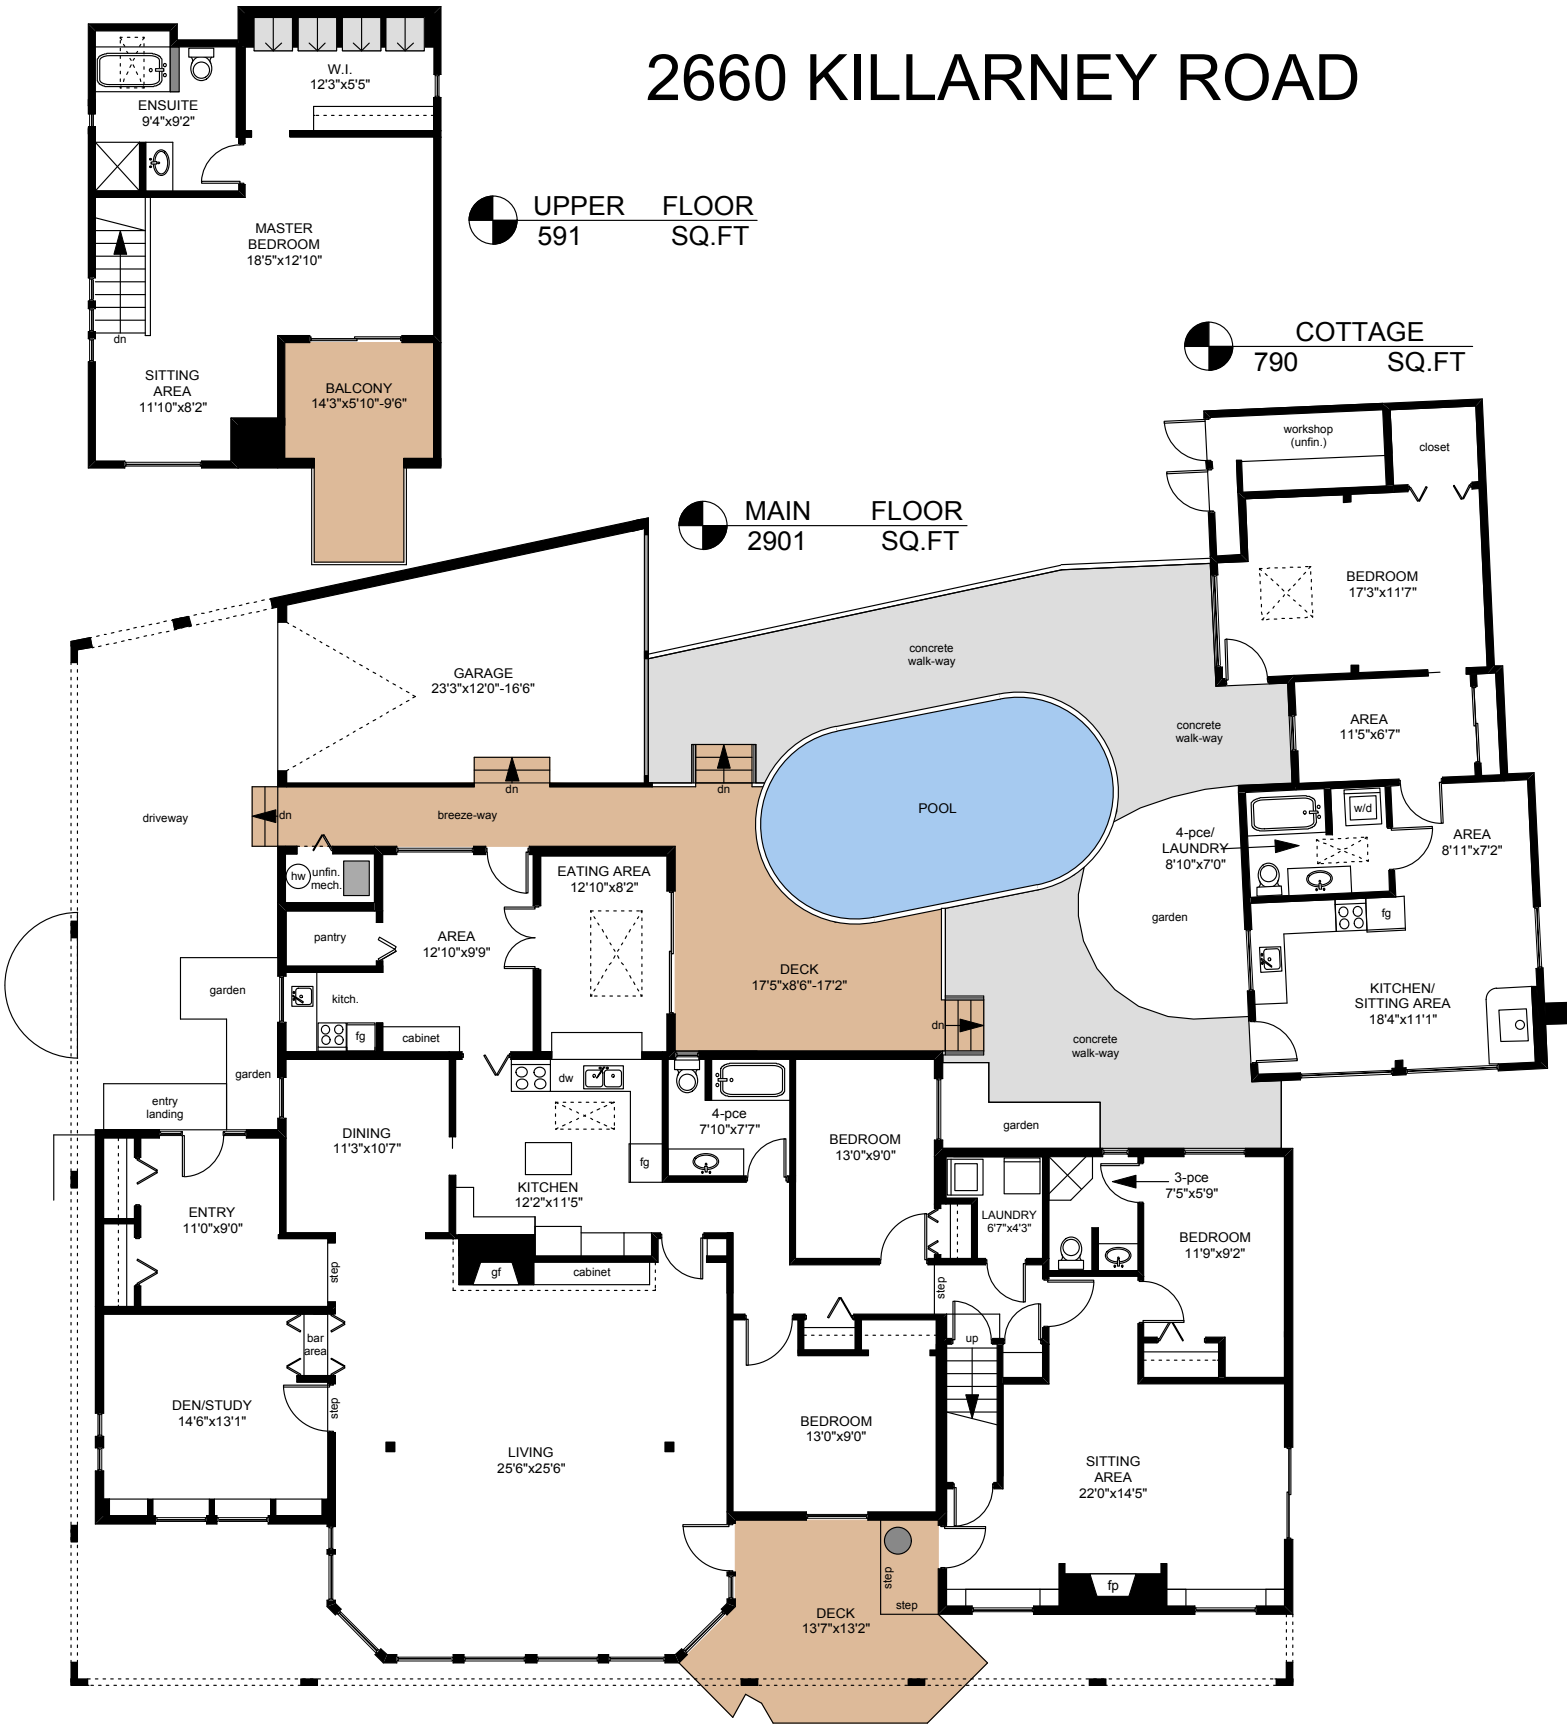 2660 KILLARNEY ROAD
W.I.
12'3"x5'5"
ENSUITE
9'4"x9'2"
MASTER
BEDROOM
18'5"x12'10"
dn
SITTING
AREA
11'10"x8'2"
BALCONY
14'3"x5'10"-9'6"
UPPER FLOOR
591 SQ.FT
COTTAGE
790 SQ.FT
workshop
(unfin.)
closet
BEDROOM
17'3"x11'7"
AREA
11'5"x6'7"
w/d
4-pce/
LAUNDRY
8'10"x7'0"
AREA
8'11"x7'2"
fg
KITCHEN/
SITTING AREA
18'4"x11'1"
MAIN FLOOR
2901 SQ.FT
GARAGE
23'3"x12'0"-16'6"
concrete
walk-way
concrete
walk-way
POOL
garden
concrete
walk-way
garden
driveway
dn
dn
dn
breeze-way
hw
unfin.
mech.
EATING AREA
12'10"x8'2"
pantry
AREA
12'10"x9'9"
DECK
17'5"x8'6"-17'2"
dn
kitch.
fg
cabinet
garden
garden
entry
landing
DINING
11'3"x10'7"
dw
KITCHEN
12'2"x11'5"
fg
4-pce
7'10"x7'7"
BEDROOM
13'0"x9'0"
LAUNDRY
6'7"x4'3"
3-pce
7'5"x5'9"
BEDROOM
11'9"x9'2"
ENTRY
11'0"x9'0"
step
gf
cabinet
step
bar
area
up
DEN/STUDY
14'6"x13'1"
step
LIVING
25'6"x25'6"
BEDROOM
13'0"x9'0"
SITTING
AREA
22'0"x14'5"
step
step
fp
DECK
13'7"x13'2"